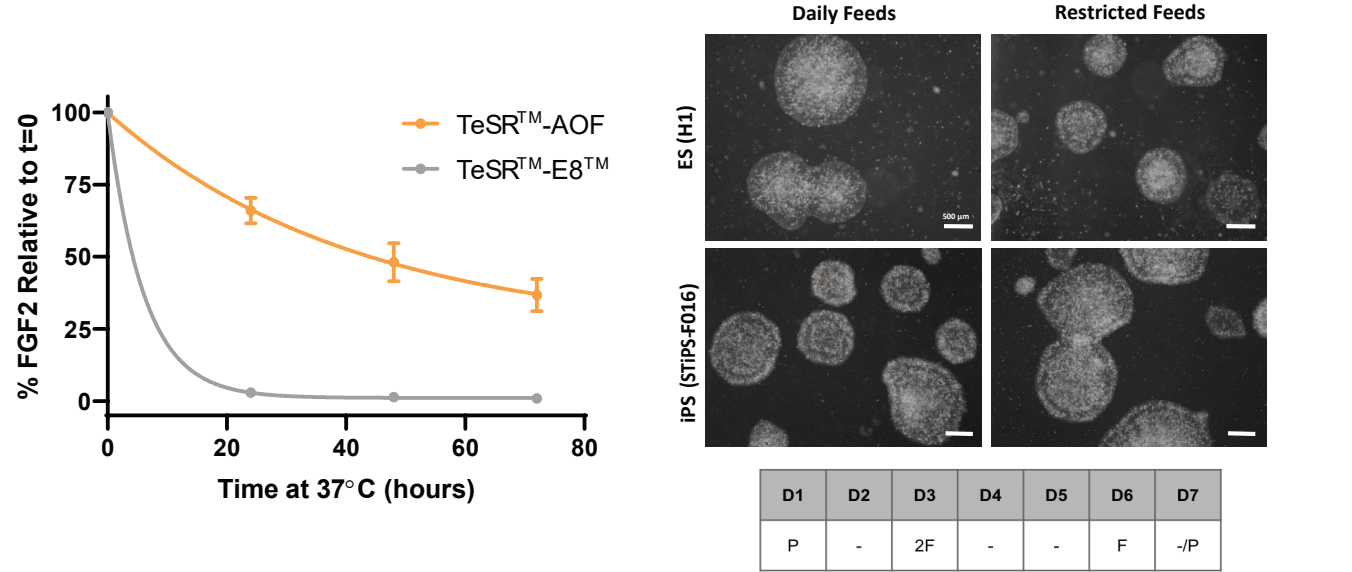 % FGF2 Relative to t=0
100
75
50
25
0
0 20 40 60 80
Time at 37°C (hours)
TeSR™-AOF
TeSR™-E8™
Daily Feeds Restricted Feeds
ES (H1)
500 µm
iPS (STiPS-F016)
D1 D2 D3 D4 D5 D6 D7
P - 2F - - F -/P